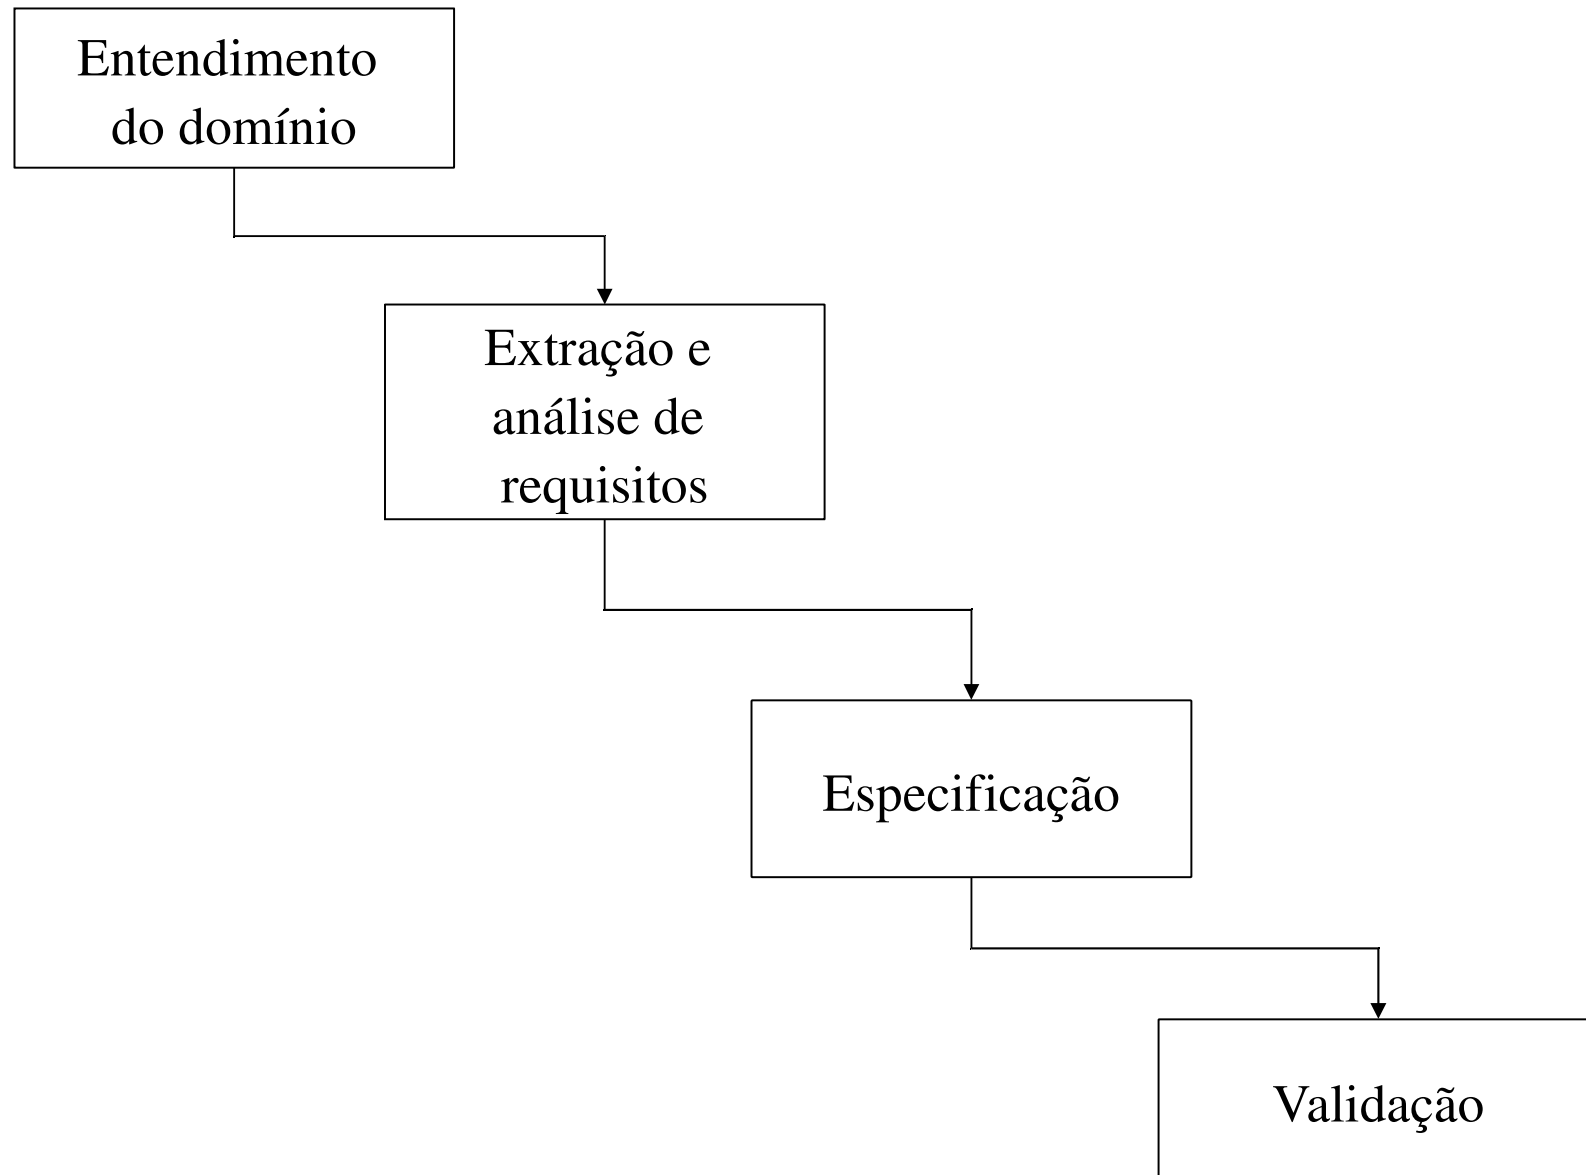 Entendimento
do domínio
Extração e
análise de
requisitos
Especificação
Validação